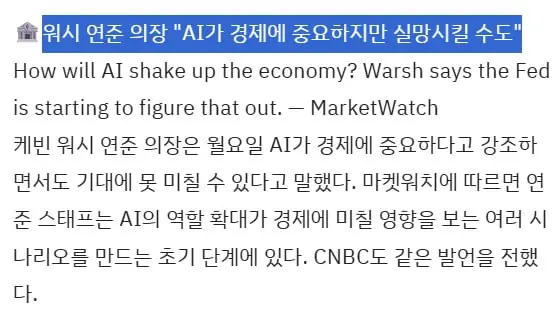 🏛️워시 연준 의장 "AI가 경제에 중요하지만 실망시킬 수도"
How will AI shake up the economy? Warsh says the Fed
is starting to figure that out. — MarketWatch
케빈 워시 연준 의장은 월요일 AI가 경제에 중요하다고 강조하
면서도 기대에 못 미칠 수 있다고 말했다. 마켓워치에 따르면 연
준 스태프는 AI의 역할 확대가 경제에 미칠 영향을 보는 여러 시
나리오를 만드는 초기 단계에 있다. CNBC도 같은 발언을 전했
다.